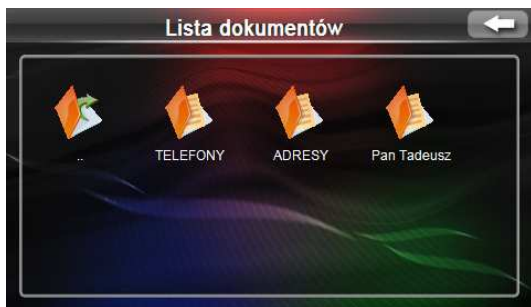 Lista dokumentów
..
TELEFONY
ADRESY
Pan Tadeusz